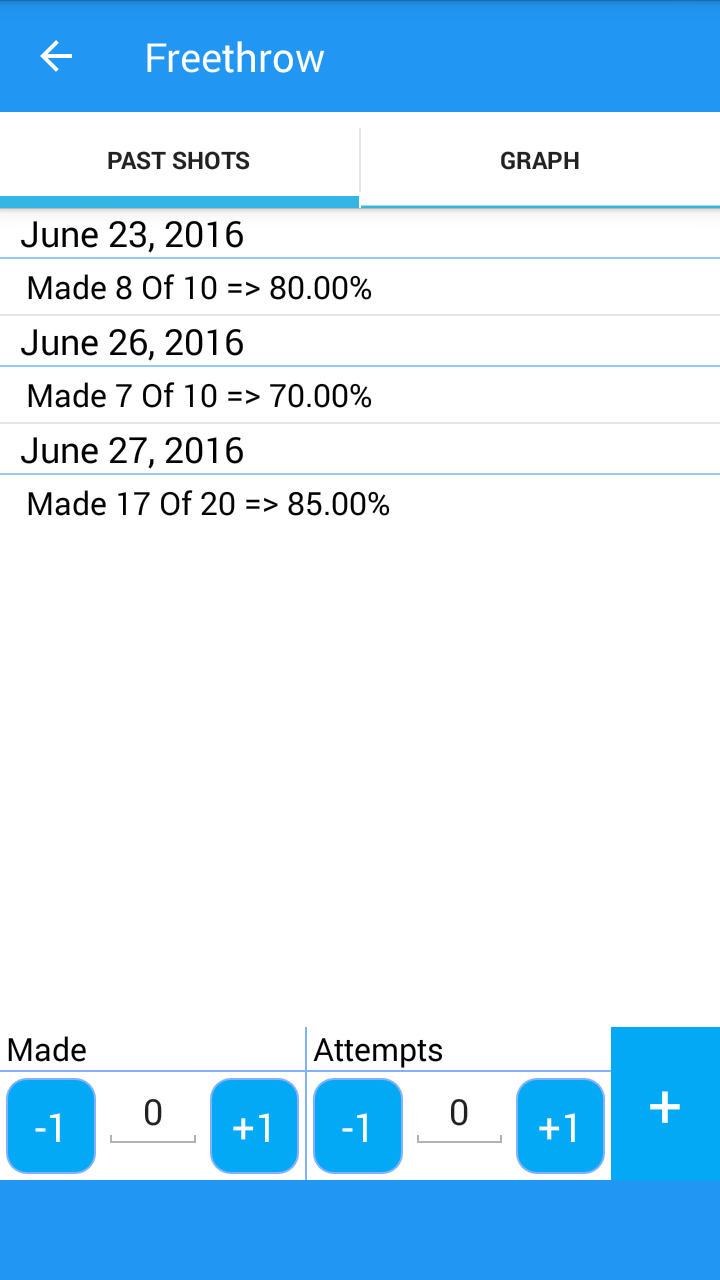 Freethrow
PAST SHOTS
GRAPH
June 23, 2016
Made 8 Of 10 => 80.00%
June 26, 2016
Made 7 Of 10 => 70.00%
June 27, 2016
Made 17 Of 20 => 85.00%
Made
Attempts
-1
0
+1
-1
0
+1
+